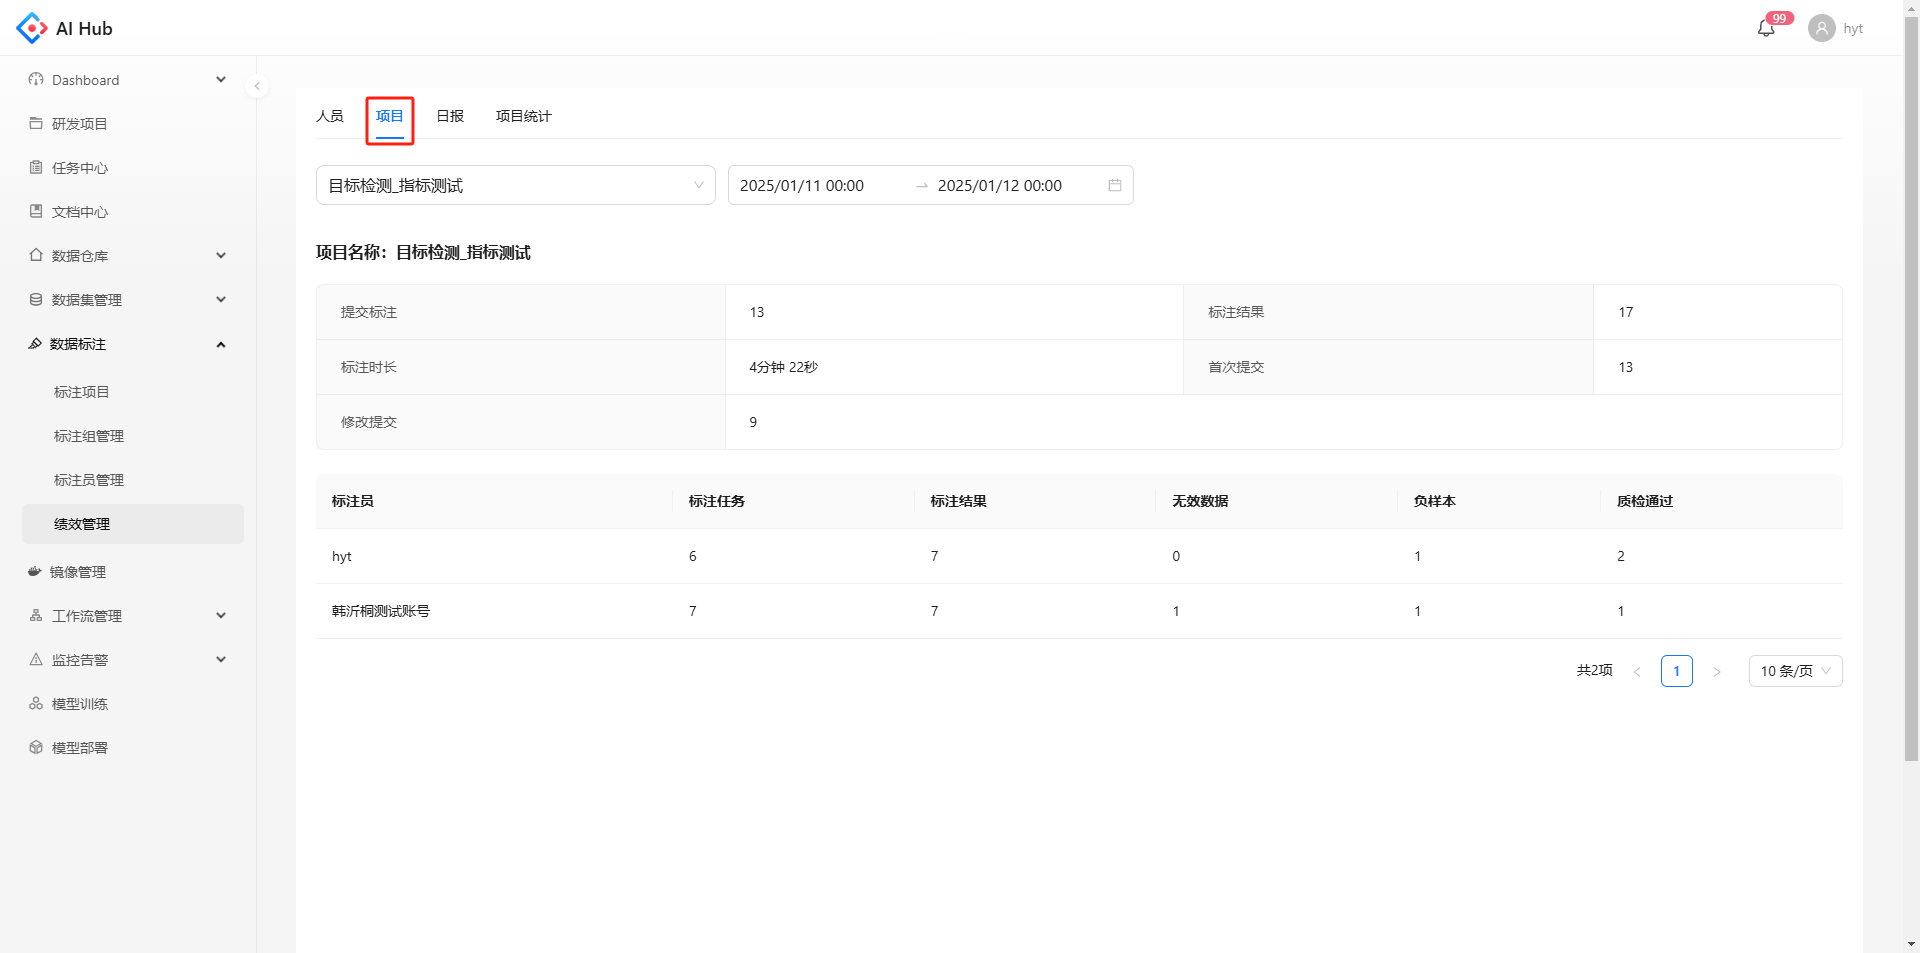 AI Hub
99
hyt
Dashboard
研发项目
任务中心
文档中心
数据仓库
数据集管理
数据标注
标注项目
标注组管理
标注员管理
绩效管理
镜像管理
工作流管理
监控告警
模型训练
模型部署
人员 项目 日报 项目统计
目标检测_指标测试 2025/01/11 00:00 2025/01/12 00:00
项目名称：目标检测_指标测试
提交标注 13 标注结果 17
标注时长 4分钟 22秒 首次提交 13
修改提交 9
标注员 标注任务 标注结果 无效数据 负样本 质检通过
hyt 6 7 0 1 2
韩沂桐测试账号 7 7 1 1 1
共2项 1 10 条/页